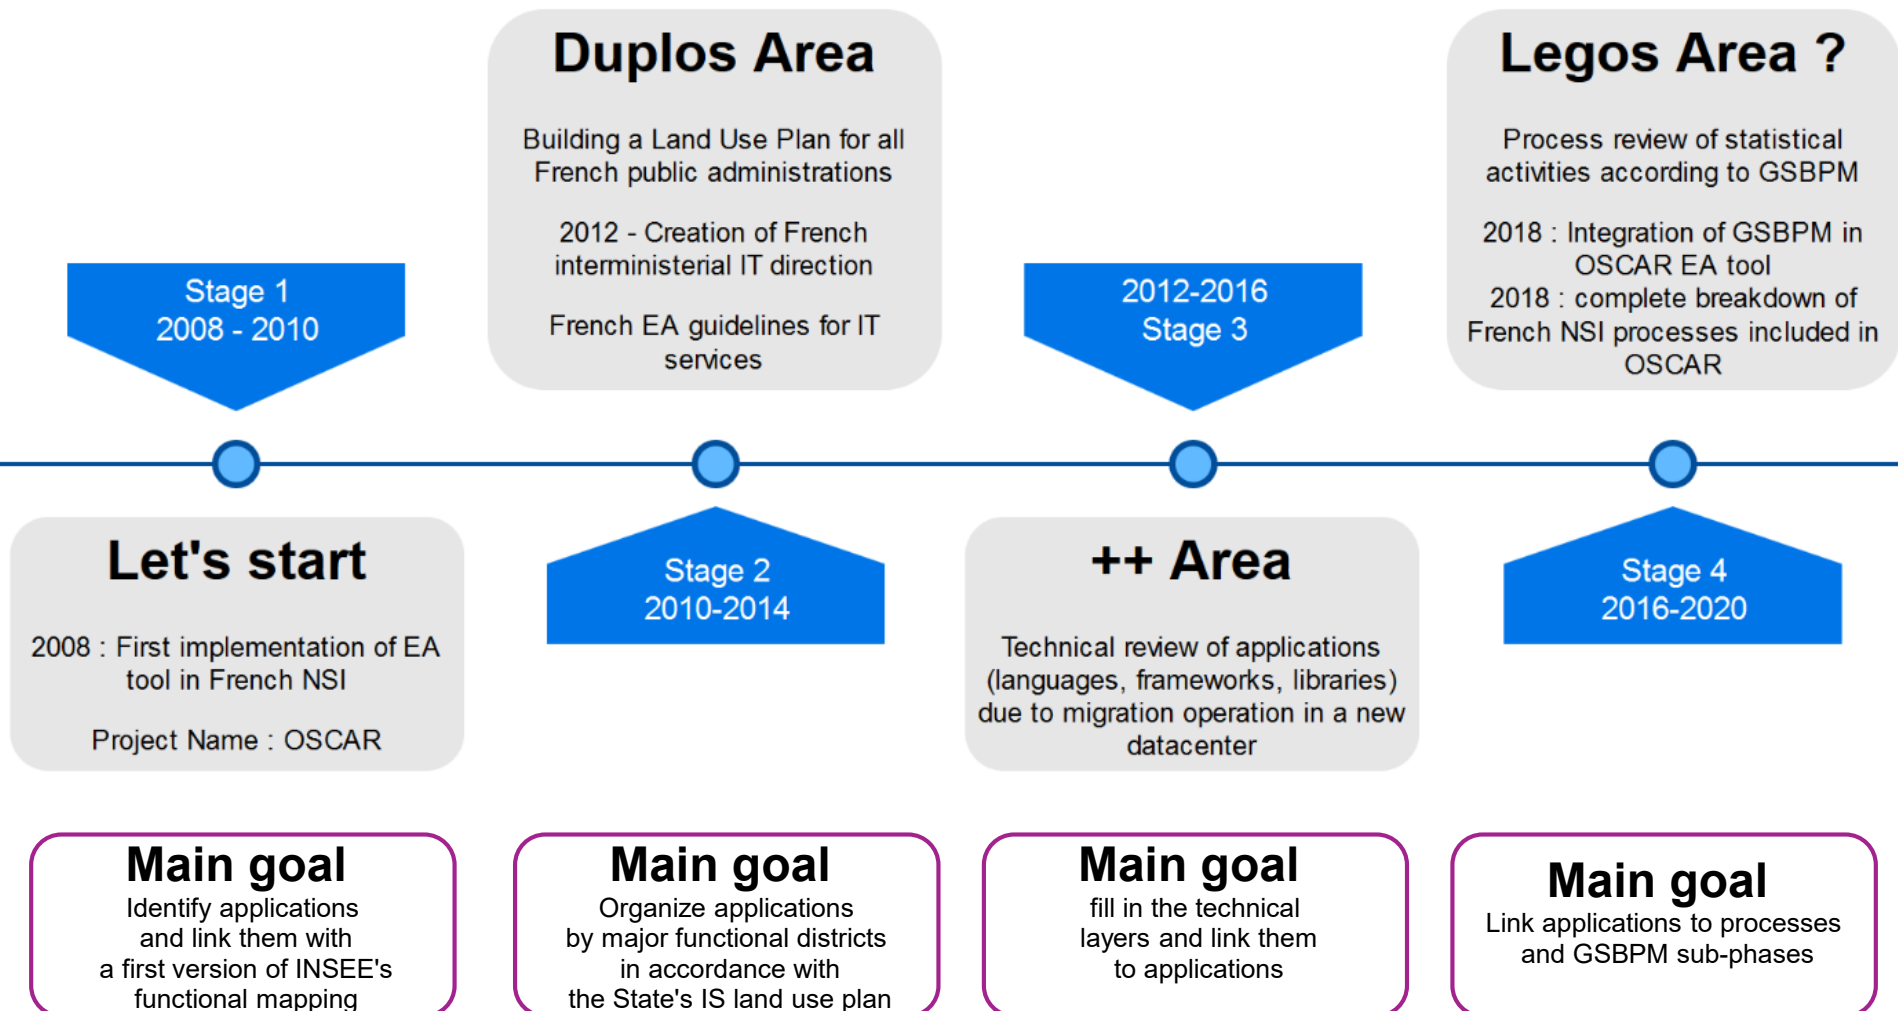 Stage 1
2008 - 2010
Let's start
2008 : First implementation of EA
tool in French NSI
Project Name : OSCAR
Main goal
Identify applications
and link them with
a first version of INSEE's
functional mapping
Duplos Area
Building a Land Use Plan for all
French public administrations
2012 - Creation of French
interministerial IT direction
French EA guidelines for IT
services
Stage 2
2010-2014
Main goal
Organize applications
by major functional districts
in accordance with
the State's IS land use plan
2012-2016
Stage 3
++ Area
Technical review of applications
(languages, frameworks, libraries)
due to migration operation in a new
datacenter
Main goal
fill in the technical
layers and link them
to applications
Legos Area ?
Process review of statistical
activities according to GSBPM
2018 : Integration of GSBPM in
OSCAR EA tool
2018 : complete breakdown of
French NSI processes included in
OSCAR
Stage 4
2016-2020
Main goal
Link applications to processes
and GSBPM sub-phases